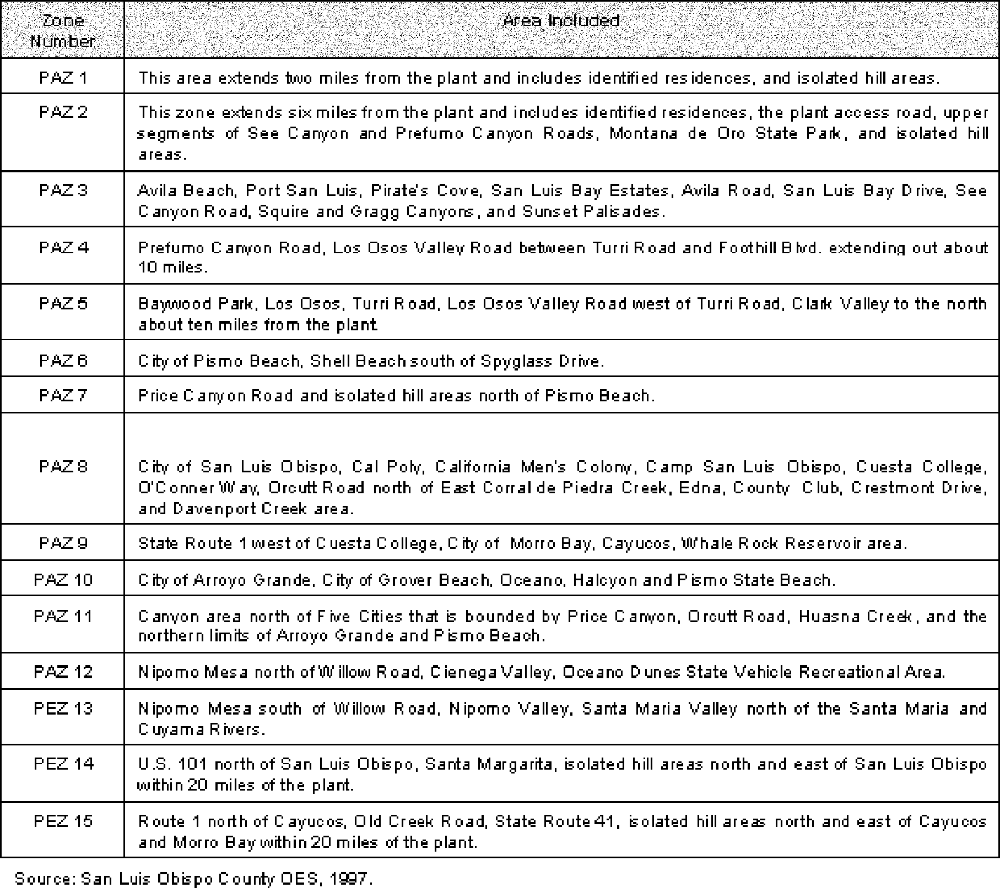 Zone Number
Area Included
PAZ 1
This area extends two miles from the plant and includes identified residences, and isolated hill areas.
PAZ 2
This zone extends six miles from the plant and includes identified residences, the plant access road, upper
segments of See Canyon and Prefumo Canyon Roads, Montana de Oro State Park, and isolated hill
areas.
PAZ 3
Avila Beach, Port San Luis, Pirate's Cove, San Luis Bay Estates, Avila Road, San Luis Bay Drive, See
Canyon Road, Squire and Gragg Canyons, and Sunset Palisades.
PAZ 4
Prefumo Canyon Road, Los Osos Valley Road between Turri Road and Foothill Blvd. extending out about
10 miles.
PAZ 5
Baywood Park, Los Osos, Turri Road, Los Osos Valley Road west of Turri Road, Clark Valley to the north
about ten miles from the plant.
PAZ 6
City of Pismo Beach, Shell Beach south of Spyglass Drive.
PAZ 7
Price Canyon Road and isolated hill areas north of Pismo Beach.
PAZ 8
City of San Luis Obispo, Cal Poly, California Men's Colony, Camp San Luis Obispo, Cuesta College,
O'Conner Way, Orcutt Road north of East Corral de Piedra Creek, Edna, County Club, Crestmont Drive,
and Davenport Creek area.
PAZ 9
State Route 1 west of Cuesta College, City of Morro Bay, Cayucos, Whale Rock Reservoir area.
PAZ 10
City of Arroyo Grande, City of Grover Beach, Oceano, Halcyon and Pismo State Beach.
PAZ 11
Canyon area north of Five Cities that is bounded by Price Canyon, Orcutt Road, Huasna Creek, and the
northern limits of Arroyo Grande and Pismo Beach.
PAZ 12
Nipomo Mesa north of Willow Road, Cienega Valley, Oceano Dunes State Vehicle Recreational Area.
PEZ 13
Nipomo Mesa south of Willow Road, Nipomo Valley, Santa Maria Valley north of the Santa Maria and
Cuyama Rivers.
PEZ 14
U.S. 101 north of San Luis Obispo, Santa Margarita, isolated hill areas north and east of San Luis Obispo
within 20 miles of the plant.
PEZ 15
Route 1 north of Cayucos, Old Creek Road, State Route 41, isolated hill areas north and east of Cayucos
and Morro Bay within 20 miles of the plant.
Source: San Luis Obispo County OES, 1997.